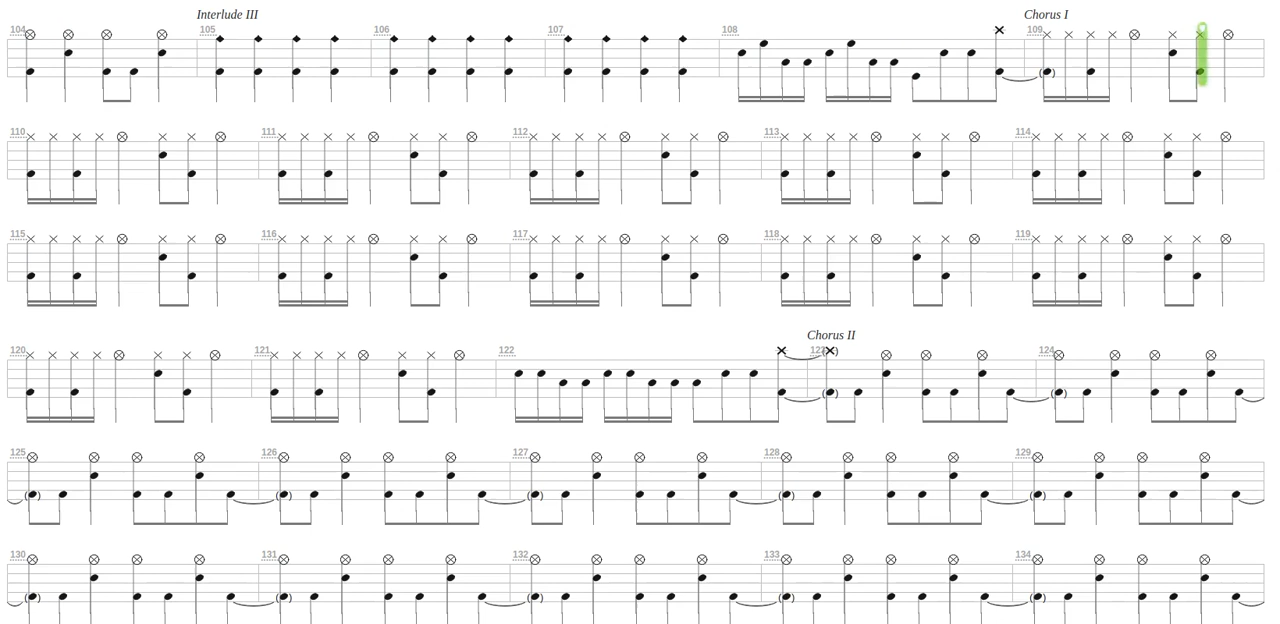 Interlude III Chorus I
104 105 106 107 108 109
110 111 112 113 114
115 116 117 118 119
Chorus II
120 121 122 123 124
125 126 127 128 129
130 131 132 133 134